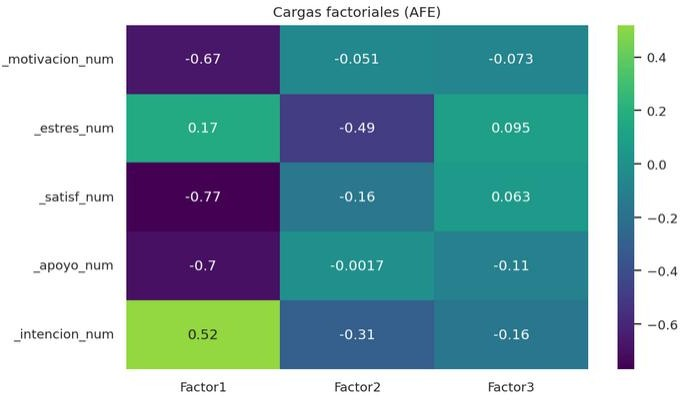 Cargas factoriales (AFE)
_motivacion_num -0.67 -0.051 -0.073
_estres_num 0.17 -0.49 0.095
_satisf_num -0.77 -0.16 0.063
_apoyo_num -0.7 -0.0017 -0.11
_intencion_num 0.52 -0.31 -0.16
Factor1 Factor2 Factor3
0.4
0.2
0.0
−0.2
−0.4
−0.6